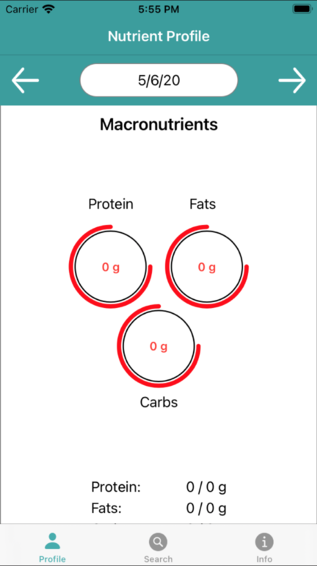 Carrier 5:55 PM
Nutrient Profile
5/6/20
Macronutrients
Protein Fats
0 g 0 g
0 g
Carbs
Protein: 0 / 0 g
Fats: 0 / 0 g
Profile Search Info